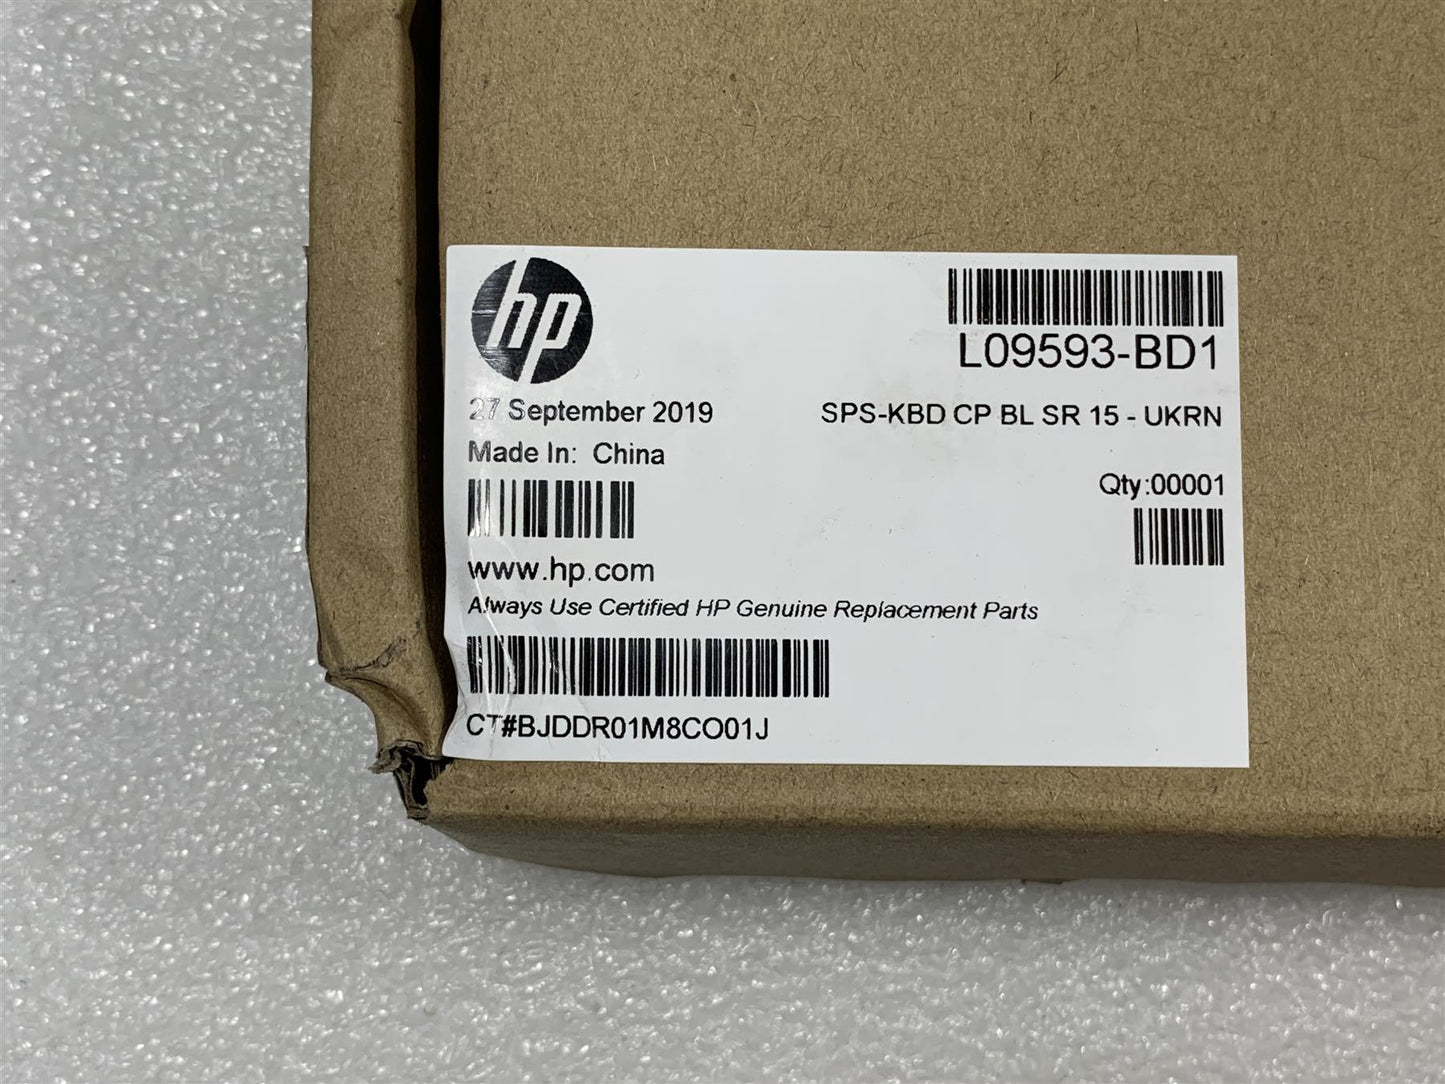 hp
L09593-BD1
27 September 2019
SPS-KBD CP BL SR 15 - UKRN
Made In: China
Qty:00001
www.hp.com
Always Use Certified HP Genuine Replacement Parts
CT#BJDDR01M8CO01J